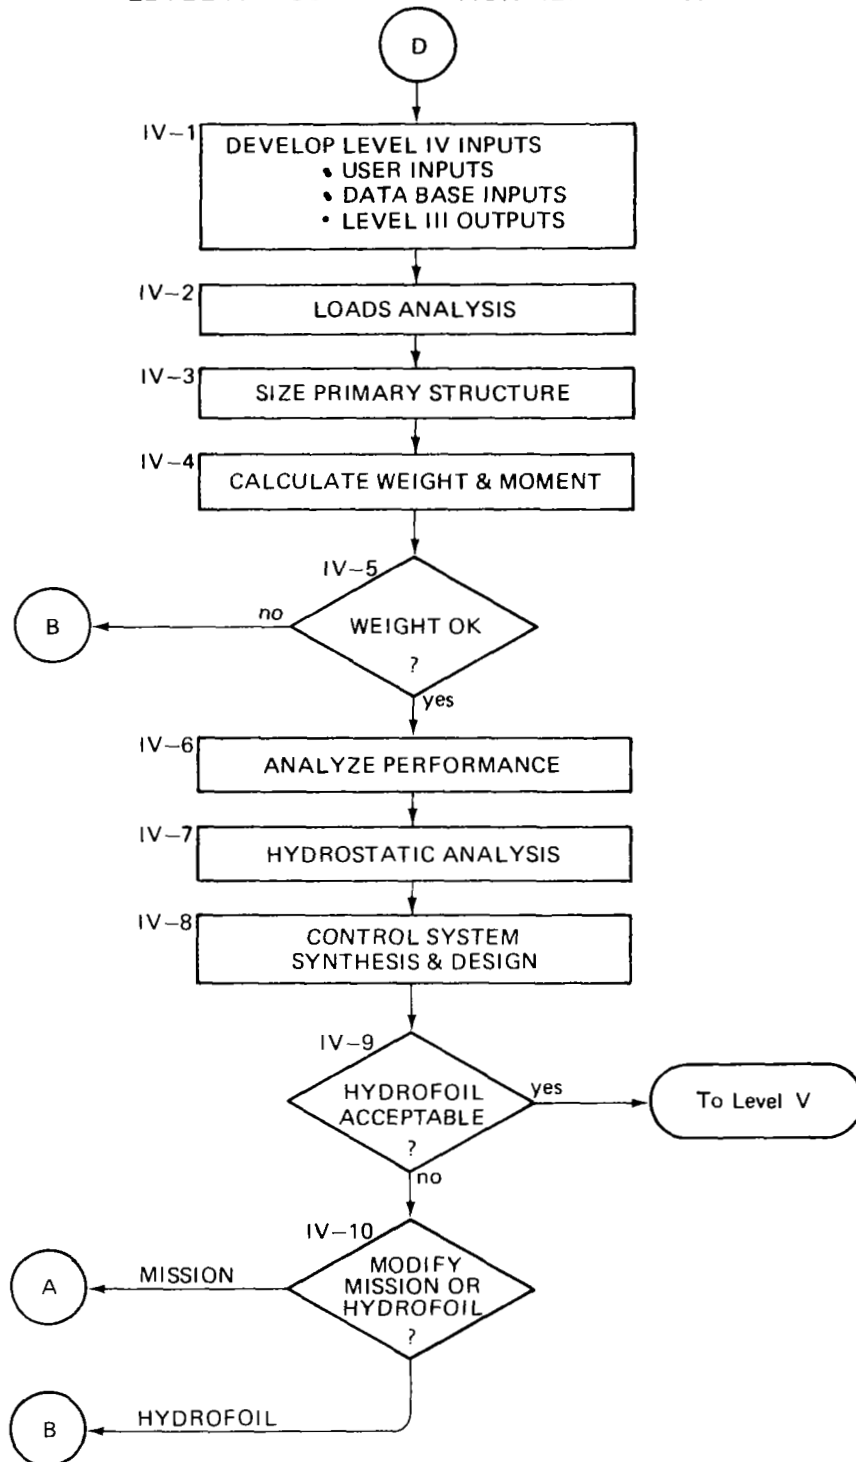 D
IV-1
DEVELOP LEVEL IV INPUTS
• USER INPUTS
• DATA BASE INPUTS
• LEVEL III OUTPUTS
IV-2
LOADS ANALYSIS
IV-3
SIZE PRIMARY STRUCTURE
IV-4
CALCULATE WEIGHT & MOMENT
IV-5
WEIGHT OK
?
no
B
yes
IV-6
ANALYZE PERFORMANCE
IV-7
HYDROSTATIC ANALYSIS
IV-8
CONTROL SYSTEM
SYNTHESIS & DESIGN
IV-9
HYDROFOIL
ACCEPTABLE
?
yes
To Level V
no
IV-10
MODIFY
MISSION OR
HYDROFOIL
?
MISSION
A
HYDROFOIL
B